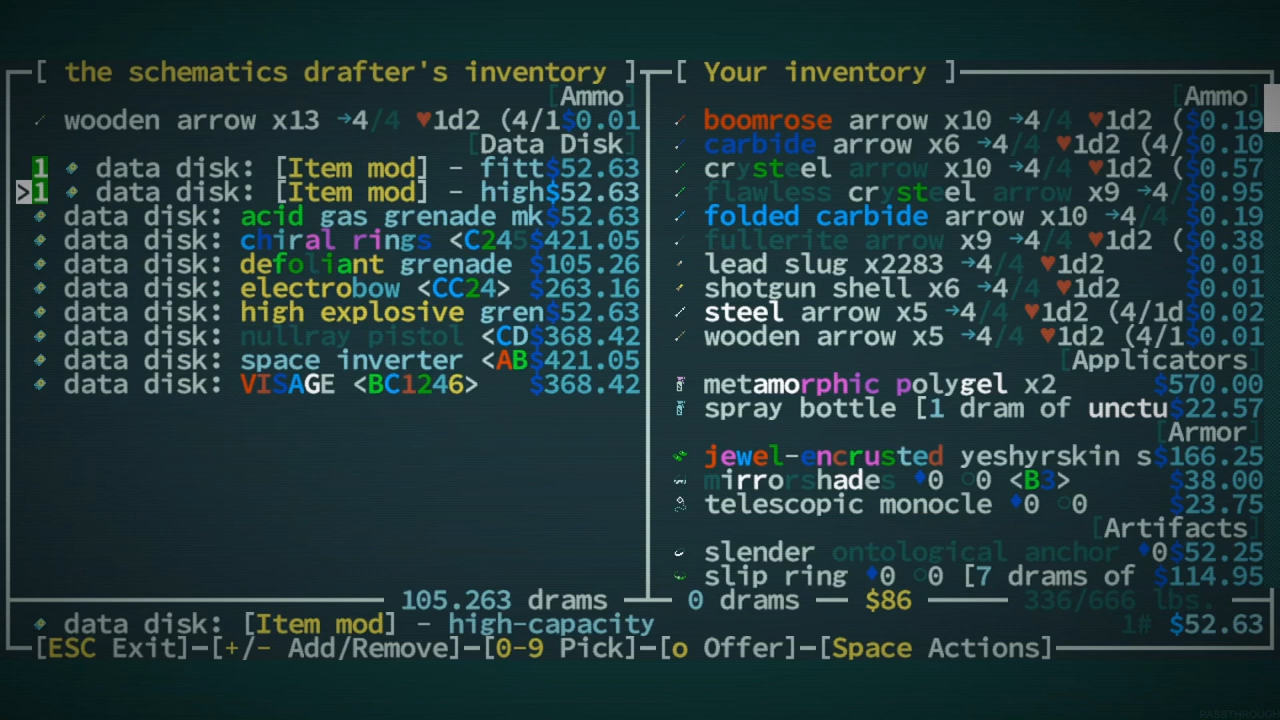 [ the schematics drafter's inventory ]
[Ammo]
wooden arrow x13 →4/4 ♥1d2 (4/1$0.01
[Data Disk]
1 data disk: [Item mod] - fitt$52.63
>1 data disk: [Item mod] - high$52.63
data disk: acid gas grenade mk$52.63
data disk: chiral rings <C245$421.05
data disk: defoliant grenade $105.26
data disk: electrobow <CC24> $263.16
data disk: high explosive gren$52.63
data disk: nullray pistol <CD$368.42
data disk: space inverter <AB$421.05
data disk: VISAGE <BC1246> $368.42
105.263 drams
[ Your inventory ]
[Ammo]
boomrose arrow x10 →4/4 ♥1d2 ($0.19
carbide arrow x6 →4/4 ♥1d2 (4/$0.10
crysteel arrow x10 →4/4 ♥1d2 ($0.57
flawless crysteel arrow x9 →4/$0.95
folded carbide arrow x10 →4/4 $0.19
fullerite arrow x9 →4/4 ♥1d2 ($0.38
lead slug x2283 →4/4 ♥1d2 $0.01
shotgun shell x6 →4/4 ♥1d2 $0.01
steel arrow x5 →4/4 ♥1d2 (4/1d$0.02
wooden arrow x5 →4/4 ♥1d2 (4/1$0.01
[Applicators]
metamorphic polygel x2 $570.00
spray bottle [1 dram of unctu$22.57
[Armor]
jewel-encrusted yeshyrskin s$166.25
mirrorshades ♦0 ○0 <B3> $38.00
telescopic monocle ♦0 ○0 $23.75
[Artifacts]
slender ontological anchor ♦0$52.25
slip ring ♦0 ○0 [7 drams of $114.95
0 drams $86 336/666 lbs.
data disk: [Item mod] - high-capacity 1# $52.63
[ESC Exit]-[+/- Add/Remove]-[0-9 Pick]-[o Offer]-[Space Actions]
PASSTHROUGH